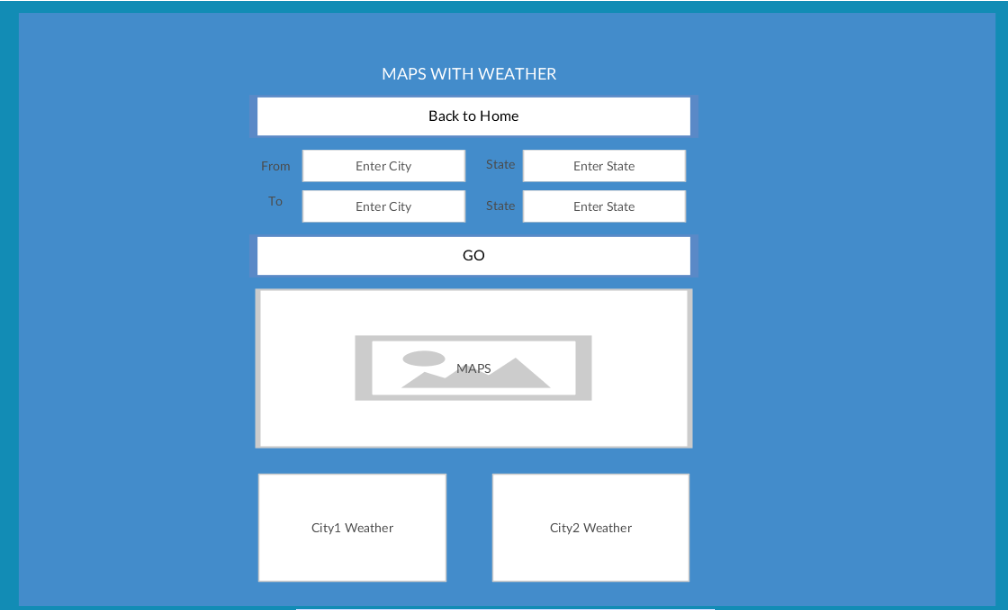 MAPS WITH WEATHER
Back to Home
From Enter City State Enter State
To Enter City State Enter State
GO
MAPS
City1 Weather City2 Weather